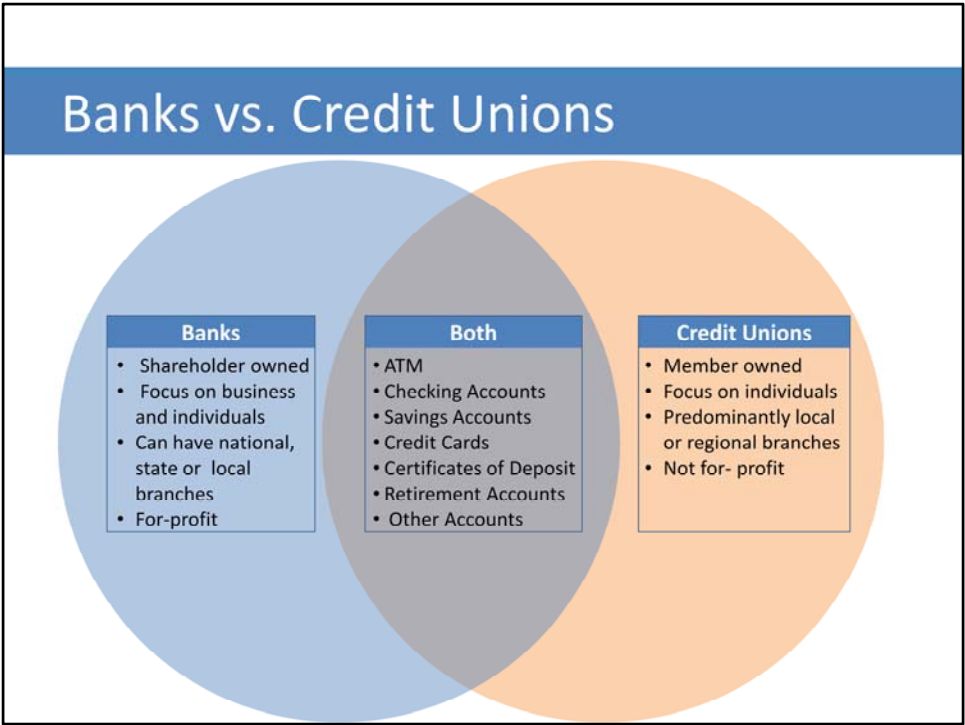 Banks vs. Credit Unions
Banks
• Shareholder owned
• Focus on business
and individuals
• Can have national,
state or local
branches
• For-profit
Both
• ATM
• Checking Accounts
• Savings Accounts
• Credit Cards
• Certificates of Deposit
• Retirement Accounts
• Other Accounts
Credit Unions
• Member owned
• Focus on individuals
• Predominantly local
or regional branches
• Not for- profit